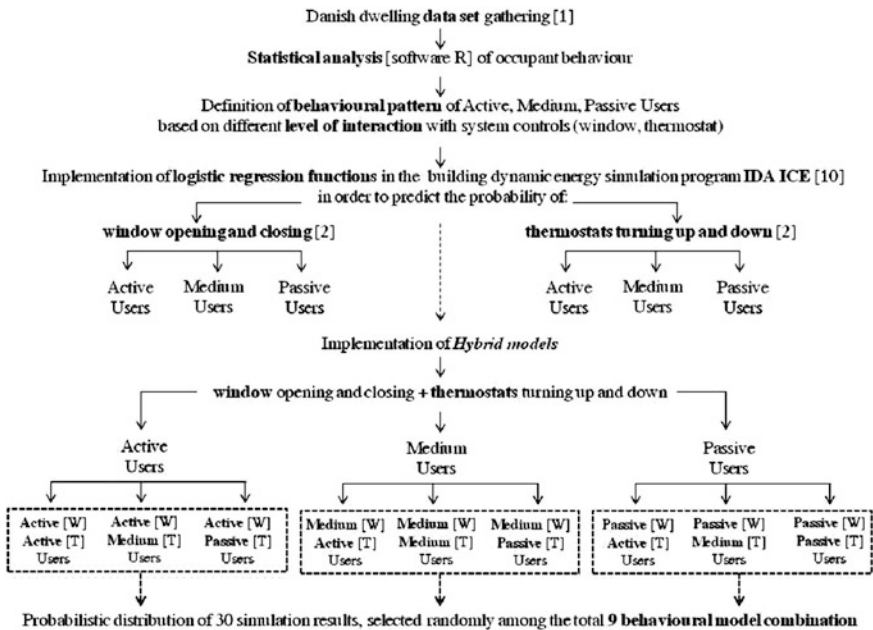 Danish dwelling data set gathering [1]
Statistical analysis [software R] of occupant behaviour
Definition of behavioural pattern of Active, Medium, Passive Users
based on different level of interaction with system controls (window, thermostat)
Implementation of logistic regression functions in the building dynamic energy simulation program IDA ICE [10]
in order to predict the probability of:
window opening and closing [2]
thermostats turning up and down [2]
Active Medium Passive
Users Users Users
Active Medium Passive
Users Users Users
Implementation of Hybrid models
window opening and closing + thermostats turning up and down
Active
Users
Medium
Users
Passive
Users
Active [W] Active [W] Active [W]
Active [T] Medium [T] Passive [T]
Users Users Users
Medium [W] Medium [W] Medium [W]
Active [T] Medium [T] Passive [T]
Users Users Users
Passive [W] Passive [W] Passive [W]
Active [T] Medium [T] Passive [T]
Users Users Users
Probabilistic distribution of 30 simulation results, selected randomly among the total 9 behavioural model combination